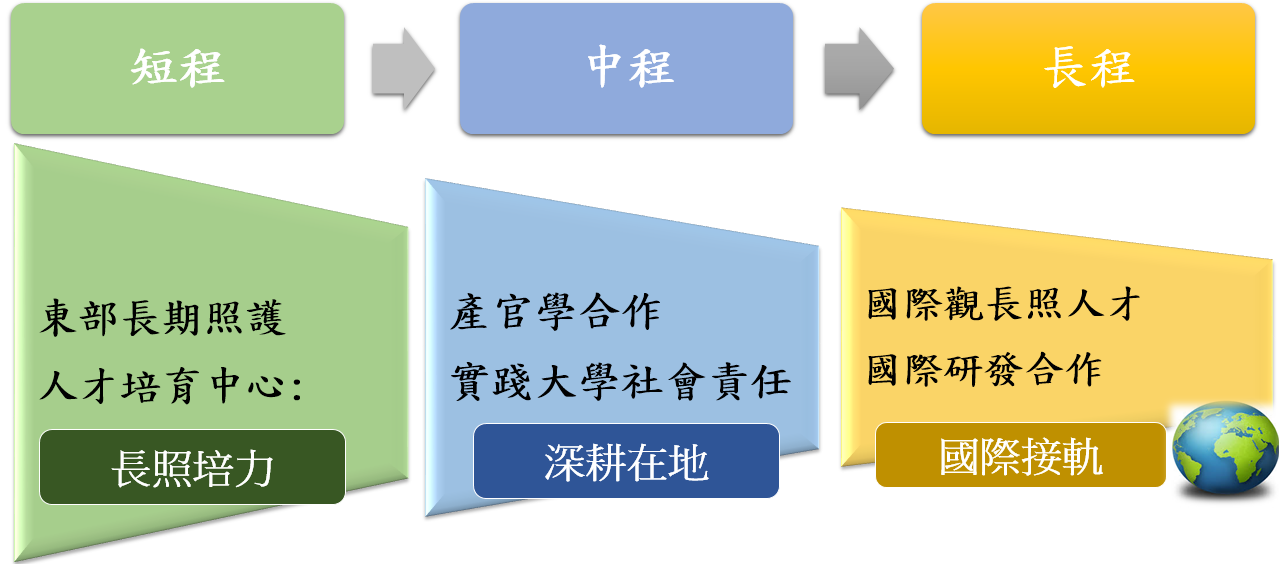 短程
中程
長程
東部長期照護
人才培育中心:
長照培力
產官學合作
實踐大學社會責任
深耕在地
國際觀長照人才
國際研發合作
國際接軌